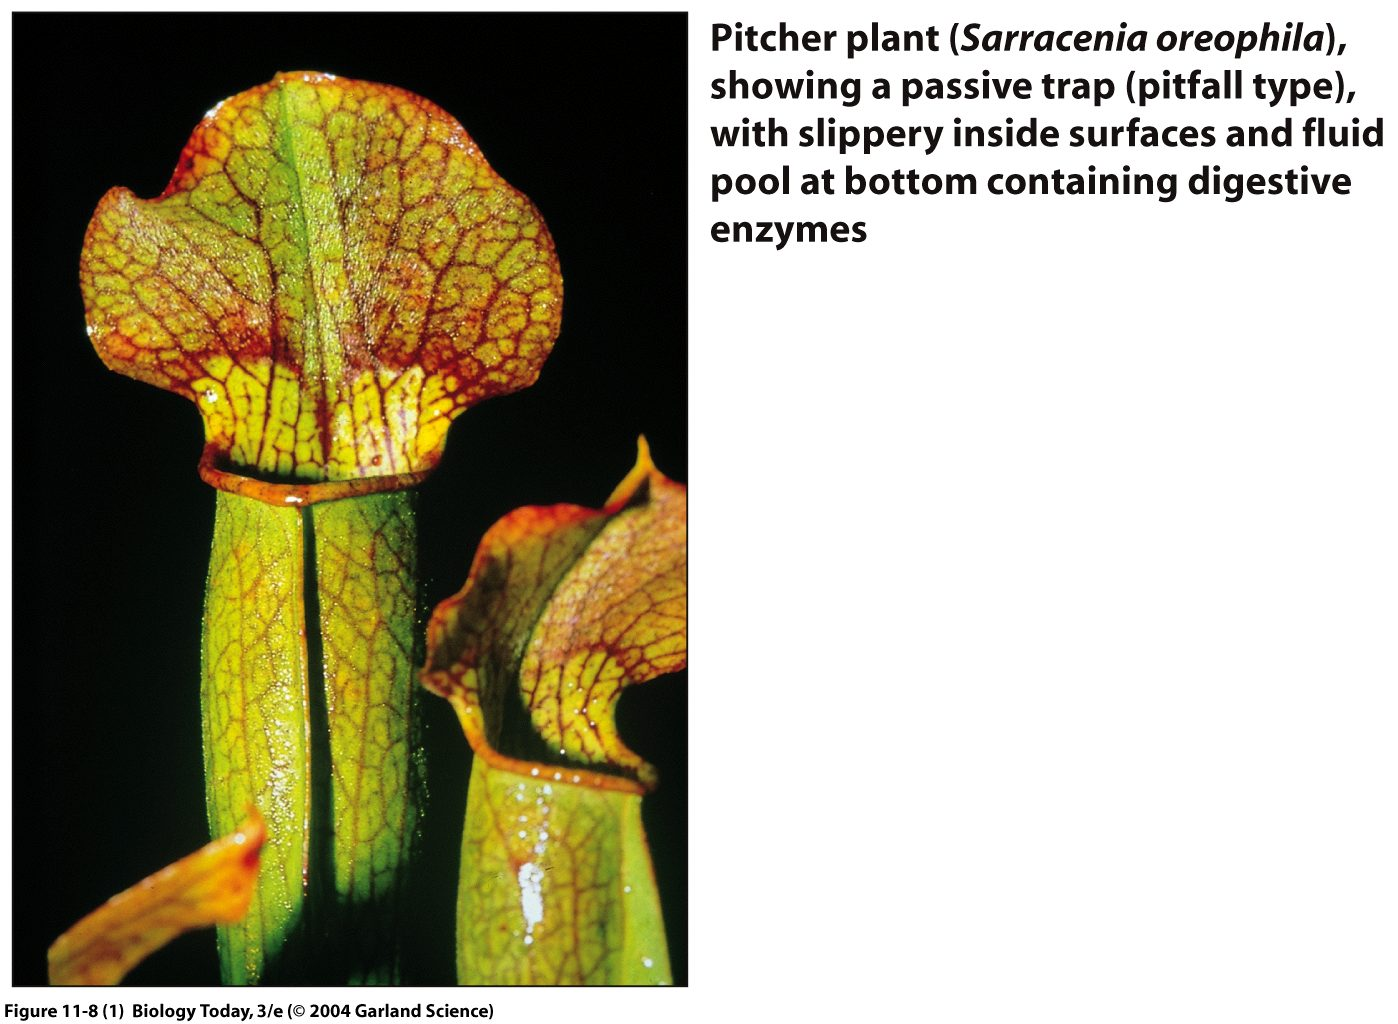 Pitcher plant (Sarracenia oreophila),
showing a passive trap (pitfall type),
with slippery inside surfaces and fluid
pool at bottom containing digestive
enzymes
Figure 11-8 (1)  Biology Today, 3/e (© 2004 Garland Science)